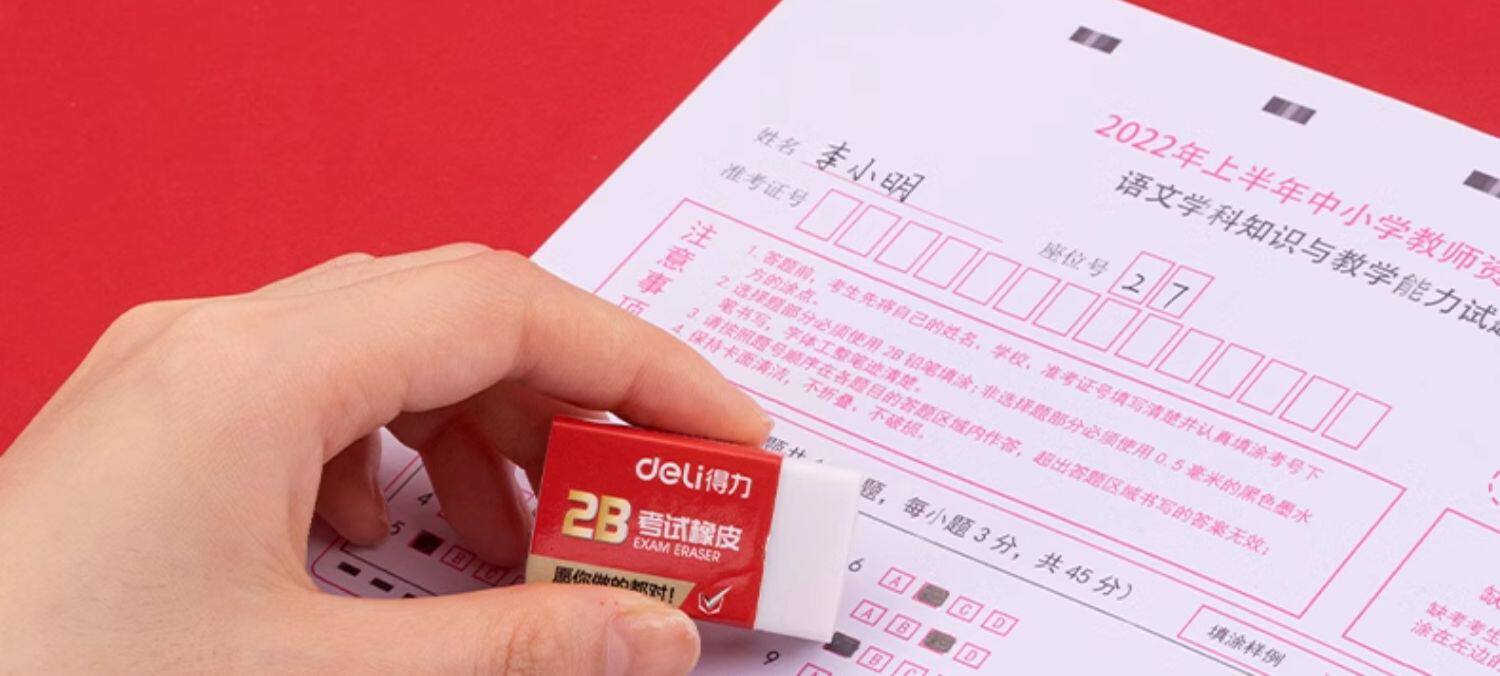 2022年上半年中小学教师资
语文学科知识与教学能力试
姓名 李小明
准考证号
座位号 27
注意事项
1. 答题前，考生先将自己的姓名、学校、准考证号填写清楚并认真填涂考号下
方的涂点。
2. 选择题部分必须使用 2B 铅笔填涂；非选择题部分必须使用 0.5 毫米的黑色墨水
笔书写，字体工整笔迹清楚。
3. 请按照题号顺序在各题目的答题区域内作答，超出答题区域书写的答案无效；
4. 保持卡面清洁，不折叠、不破损。
题，每小题3分，共45分）
填涂样例
缺考考生
涂在左边的
4
5 B C
6 A C D
A B D
B C
9
deli得力
2B 考试橡皮
EXAM ERASER
愿你做的都对!